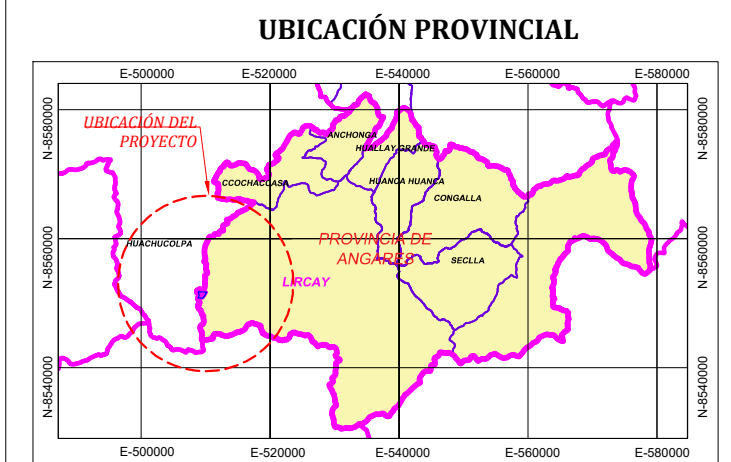 UBICACIÓN PROVINCIAL
E-500000
E-520000
E-540000
E-560000
E-580000
N-8580000
N-8580000
UBICACIÓN DEL
PROYECTO
ANCHONGA
HUALLAY GRANDE
CCOCHACCASA
HUANCA HUANCA
CONGALLA
HUACHUCOLPA
PROVINCIA DE
ANGARES
SECLLA
LIRCAY
N-8560000
N-8560000
N-8540000
N-8540000
E-500000
E-520000
E-540000
E-560000
E-580000